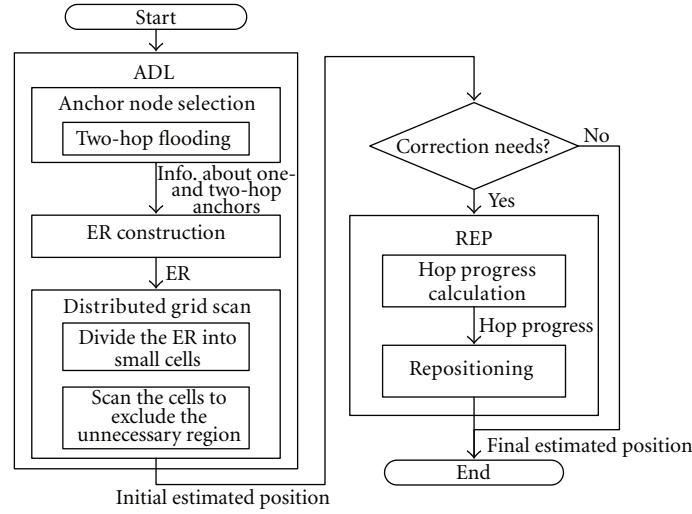 Start
ADL
Anchor node selection
Two-hop flooding
Info. about one-
and two-hop
anchors
ER construction
ER
Distributed grid scan
Divide the ER into
small cells
Scan the cells to
exclude the
unnecessary region
Initial estimated position
Correction needs?
No
Yes
REP
Hop progress
calculation
Hop progress
Repositioning
Final estimated position
End